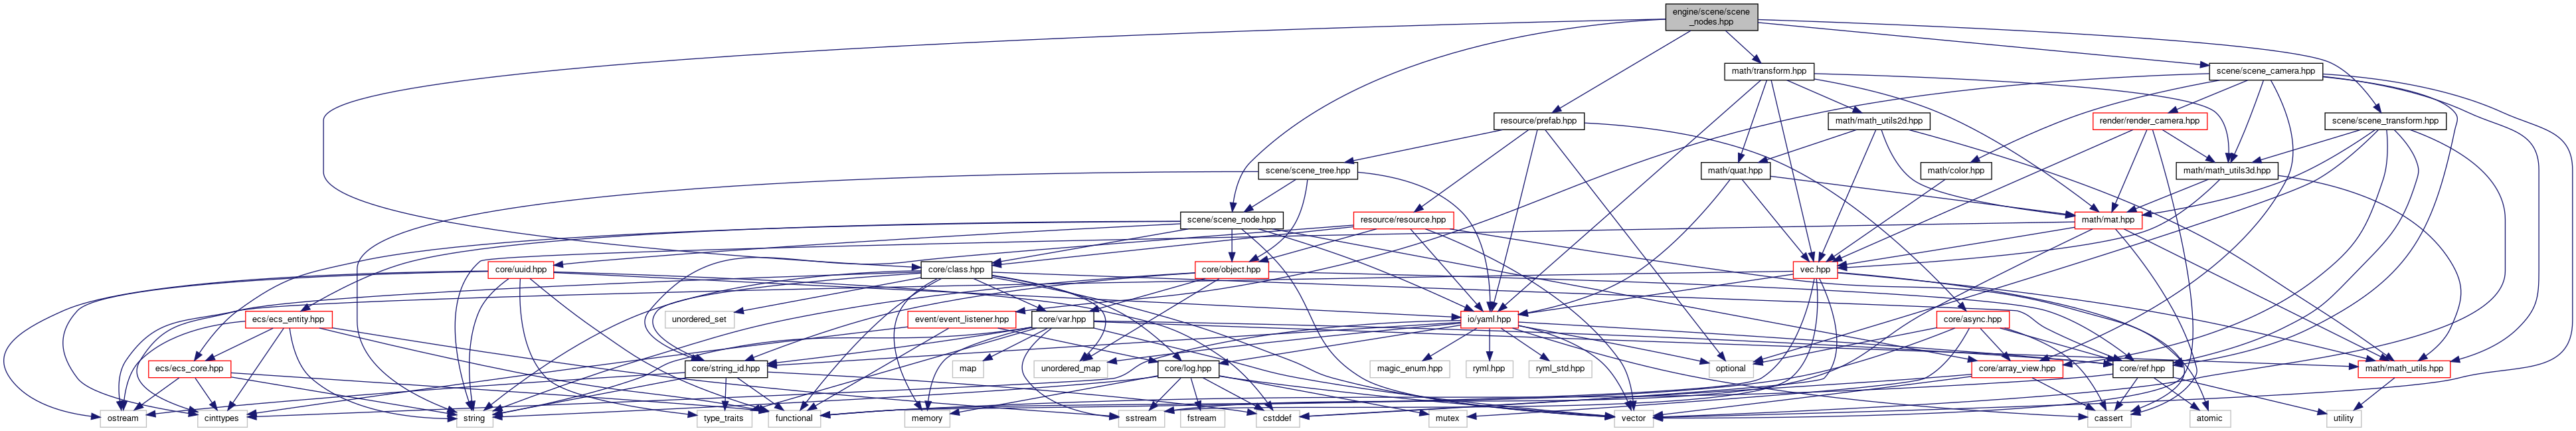 engine/scene/scene
_nodes.hpp
math/transform.hpp
scene/scene_camera.hpp
resource/prefab.hpp
math/math_utils2d.hpp
render/render_camera.hpp
scene/scene_transform.hpp
scene/scene_tree.hpp
math/quat.hpp
math/color.hpp
math/math_utils3d.hpp
scene/scene_node.hpp
resource/resource.hpp
math/mat.hpp
core/uuid.hpp
core/class.hpp
core/object.hpp
vec.hpp
ecs/ecs_entity.hpp
unordered_set
event/event_listener.hpp
core/var.hpp
io/yaml.hpp
core/async.hpp
ecs/ecs_core.hpp
core/string_id.hpp
map
unordered_map
core/log.hpp
magic_enum.hpp
ryml.hpp
ryml_std.hpp
optional
core/array_view.hpp
core/ref.hpp
math/math_utils.hpp
ostream
cinttypes
string
type_traits
functional
memory
sstream
fstream
cstddef
mutex
vector
cassert
atomic
utility